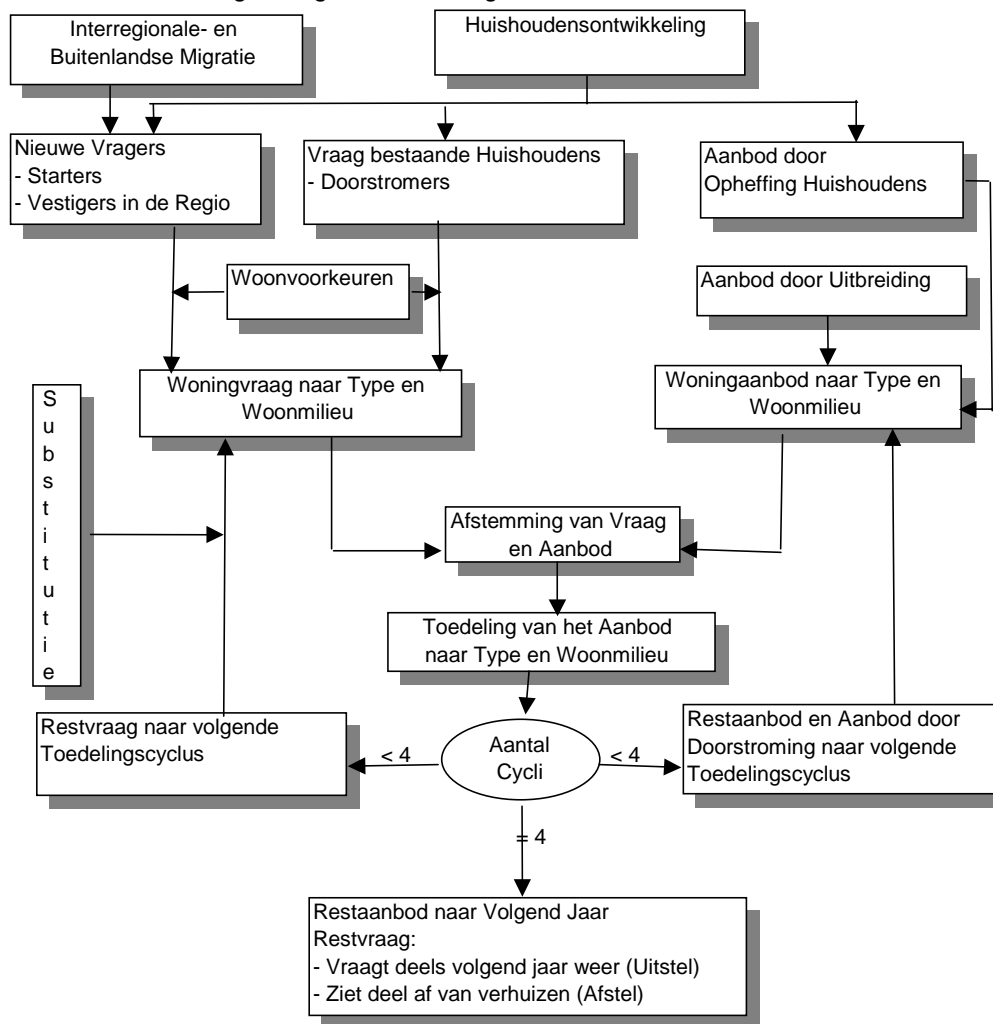 Interregionale- en
Buitenlandse Migratie
Huishoudensontwikkeling
Nieuwe Vragers
- Starters
- Vestigers in de Regio
Vraag bestaande Huishoudens
- Doorstromers
Aanbod door
Opheffing Huishoudens
Woonvoorkeuren
Aanbod door Uitbreiding
Woningvraag naar Type en
Woonmilieu
Woningaanbod naar Type en
Woonmilieu
S
u
b
s
t
i
t
u
t
i
e
Afstemming van Vraag
en Aanbod
Toedeling van het Aanbod
naar Type en Woonmilieu
Restvraag naar volgende
Toedelingscyclus
< 4
Aantal
Cycli
< 4
Restaanbod en Aanbod door
Doorstroming naar volgende
Toedelingscyclus
= 4
Restaanbod naar Volgend Jaar
Restvraag:
- Vraagt deels volgend jaar weer (Uitstel)
- Ziet deel af van verhuizen (Afstel)